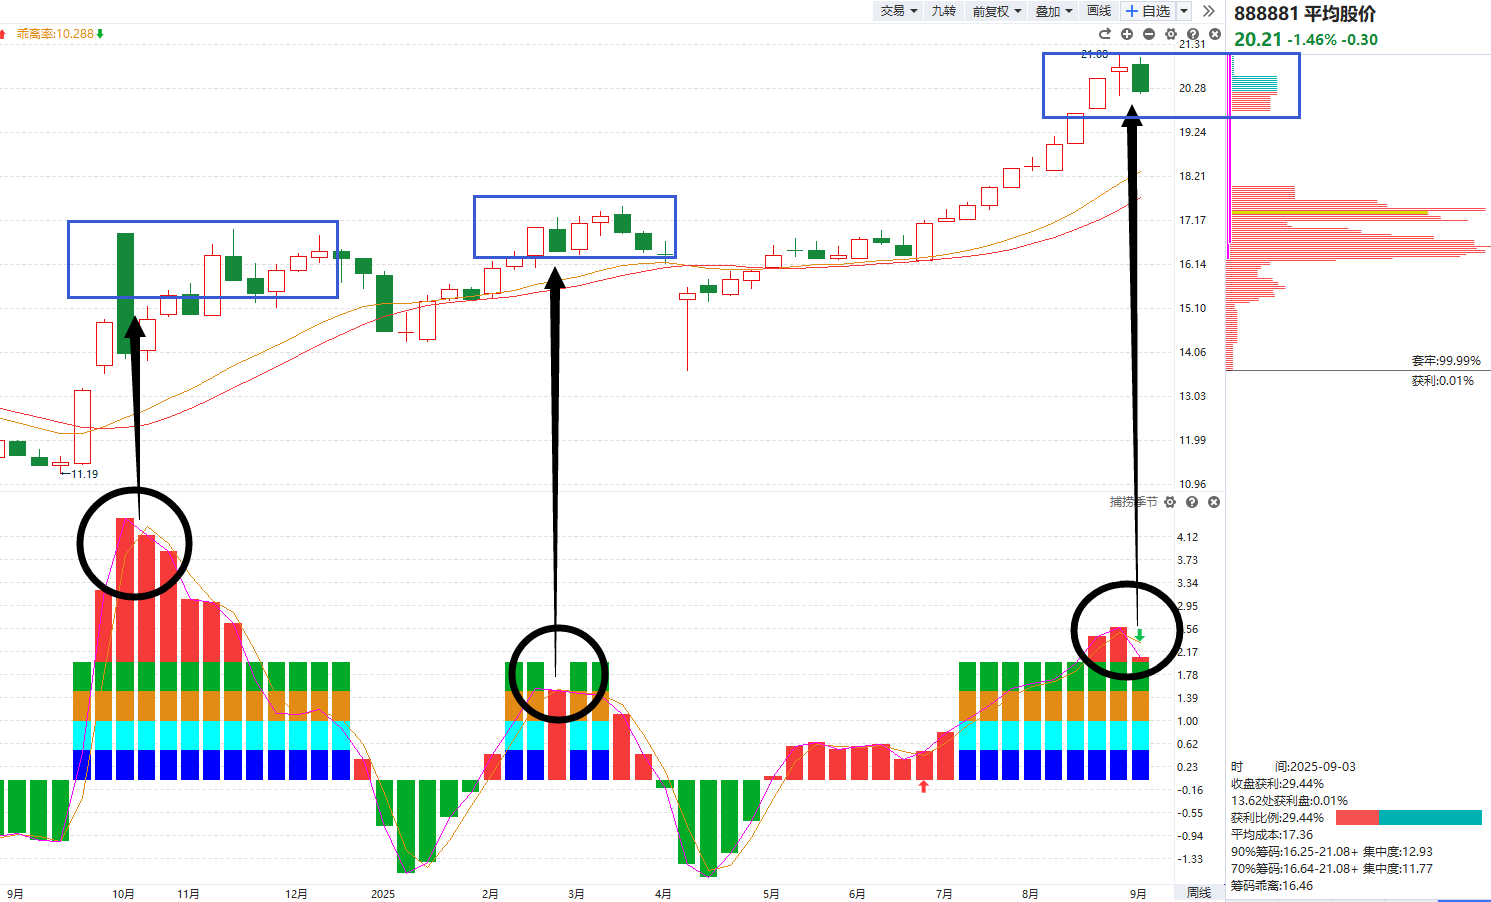 交易 九转 前复权 叠加 画线 自选
888881 平均股价
乖离率:10.288
20.21 -1.46% -0.30
21.31
21.08
20.28
19.24
18.21
17.17
16.14
15.10
14.06
套牢:99.99%
获利:0.01%
13.03
11.99
11.19
10.96
捕捞季节
4.12
3.73
3.34
2.95
2.56
2.17
1.78
1.39
1.00
0.62
0.23
-0.16
-0.55
-0.94
-1.33
时 间:2025-09-03
收盘获利:29.44%
13.62处获利盘:0.01%
获利比例:29.44%
平均成本:17.36
90%筹码:16.25-21.08+ 集中度:12.93
70%筹码:16.64-21.08+ 集中度:11.77
筹码乖离:16.46
9月 10月 11月 12月 2025 2月 3月 4月 5月 6月 7月 8月 9月 周线